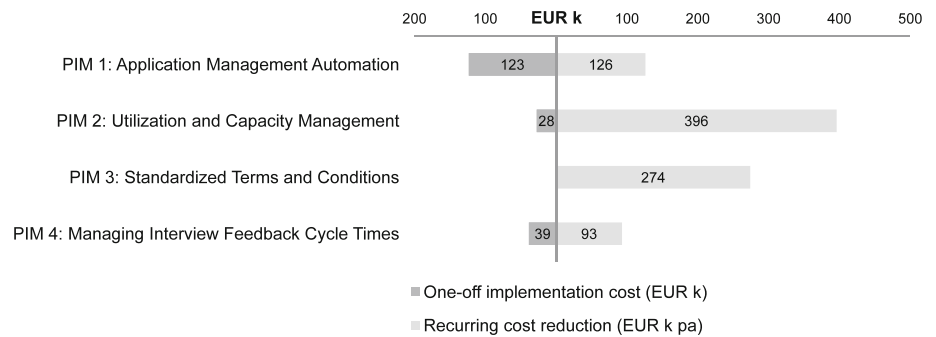 200 100 EUR k 100 200 300 400 500
PIM 1: Application Management Automation 123 126
PIM 2: Utilization and Capacity Management 28 396
PIM 3: Standardized Terms and Conditions 274
PIM 4: Managing Interview Feedback Cycle Times 39 93
One-off implementation cost (EUR k)
Recurring cost reduction (EUR k pa)